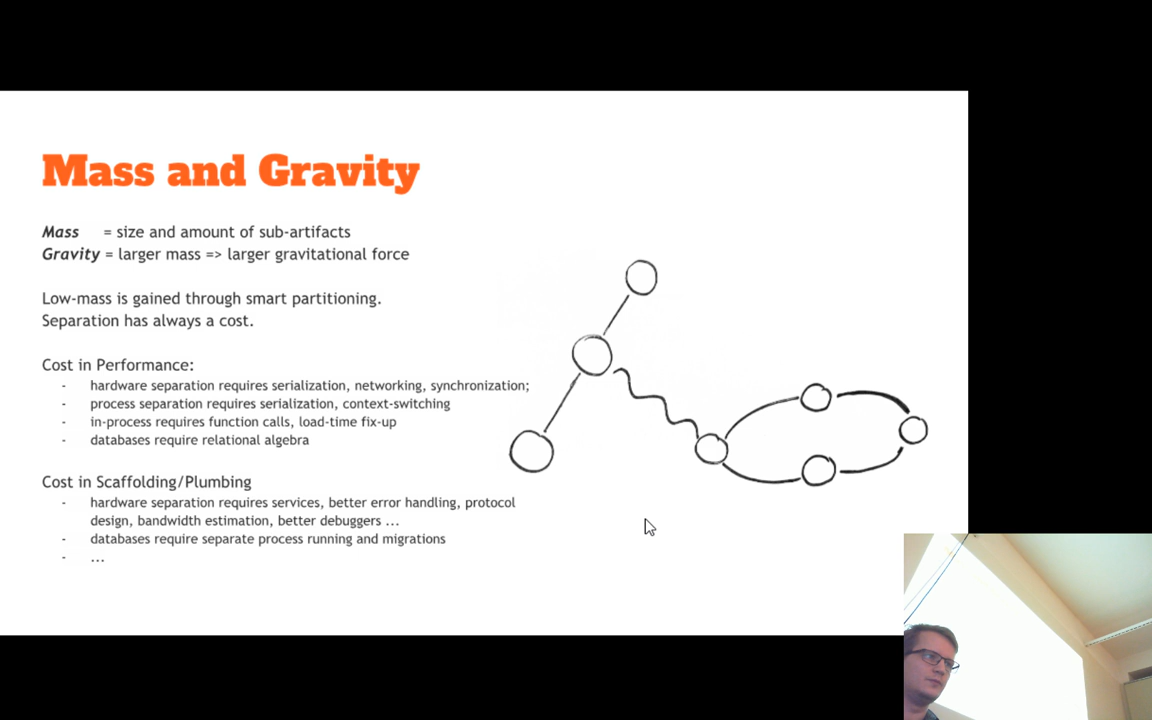 Mass and Gravity
Mass = size and amount of sub-artifacts
Gravity = larger mass => larger gravitational force
Low-mass is gained through smart partitioning.
Separation has always a cost.
Cost in Performance:
- hardware separation requires serialization, networking, synchronization;
- process separation requires serialization, context-switching
- in-process requires function calls, load-time fix-up
- databases require relational algebra
Cost in Scaffolding/Plumbing
- hardware separation requires services, better error handling, protocol
design, bandwidth estimation, better debuggers ...
- databases require separate process running and migrations
- ...